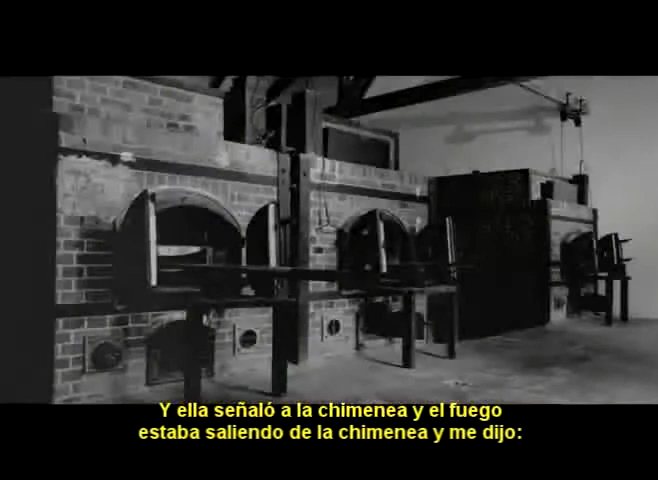 Y ella señaló a la chimenea y el fuego
estaba saliendo de la chimenea y me dijo: